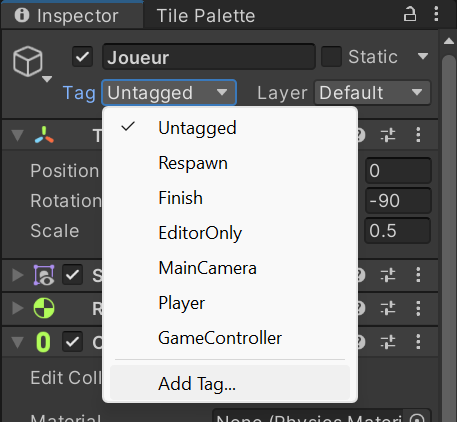 Inspector
Tile Palette
Joueur
Static
Tag Untagged
Layer Default
T
Untagged
Respawn
Finish
EditorOnly
MainCamera
Player
GameController
Add Tag...
Position
0
Rotation
-90
Scale
0.5
S
R
C
Edit Coll
Material
None (Physics Materi